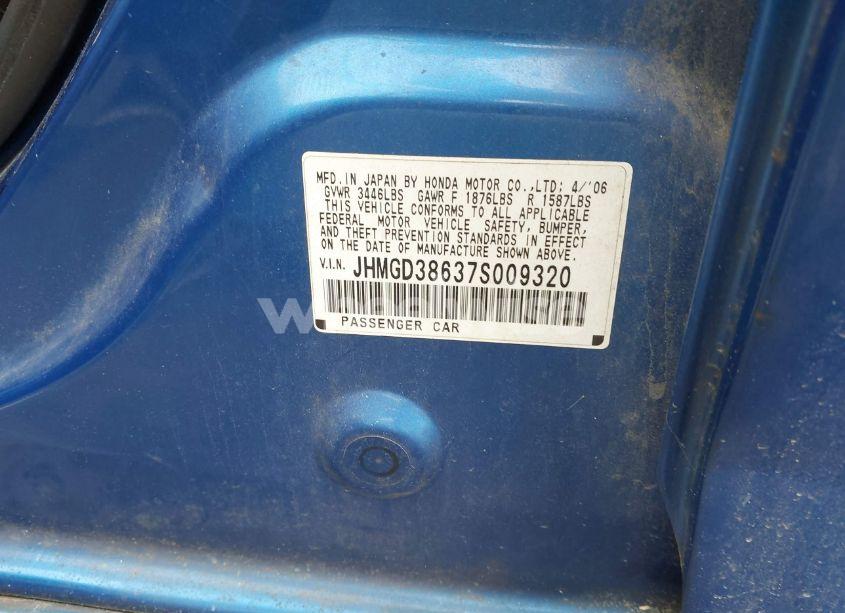 MFD. IN JAPAN BY HONDA MOTOR CO.,LTD; 4/'06
GVWR 3446LBS GAWR F 1876LBS R 1587LBS
THIS VEHICLE CONFORMS TO ALL APPLICABLE
FEDERAL MOTOR VEHICLE SAFETY, BUMPER,
AND THEFT PREVENTION STANDARDS IN EFFECT
ON THE DATE OF MANUFACTURE SHOWN ABOVE.
V.I.N. JHMGD38637S009320
PASSENGER CAR